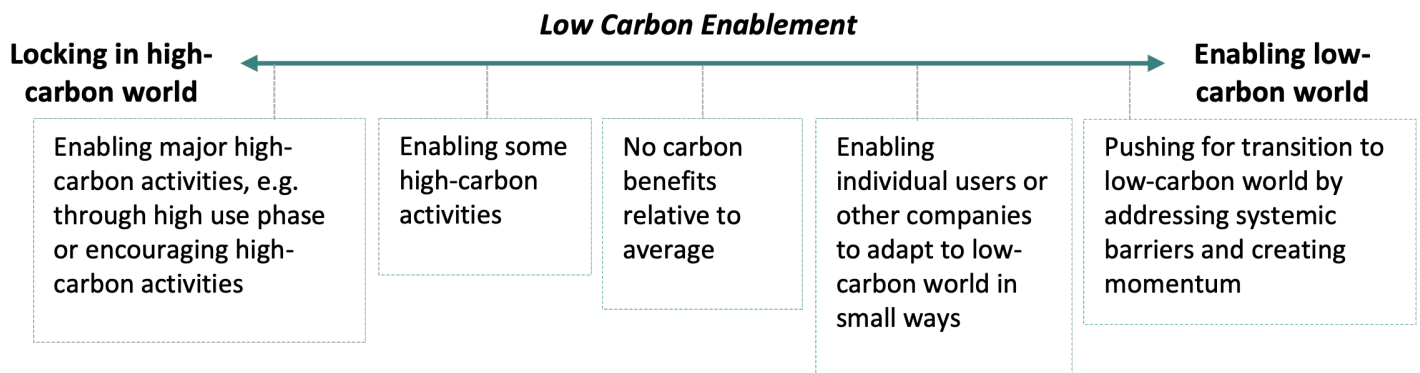 Low Carbon Enablement
Locking in high-
carbon world
Enabling low-
carbon world
Enabling major high-
carbon activities, e.g.
through high use phase
or encouraging high-
carbon activities
Enabling some
high-carbon
activities
No carbon
benefits
relative to
average
Enabling
individual users or
other companies
to adapt to low-
carbon world in
small ways
Pushing for transition to
low-carbon world by
addressing systemic
barriers and creating
momentum